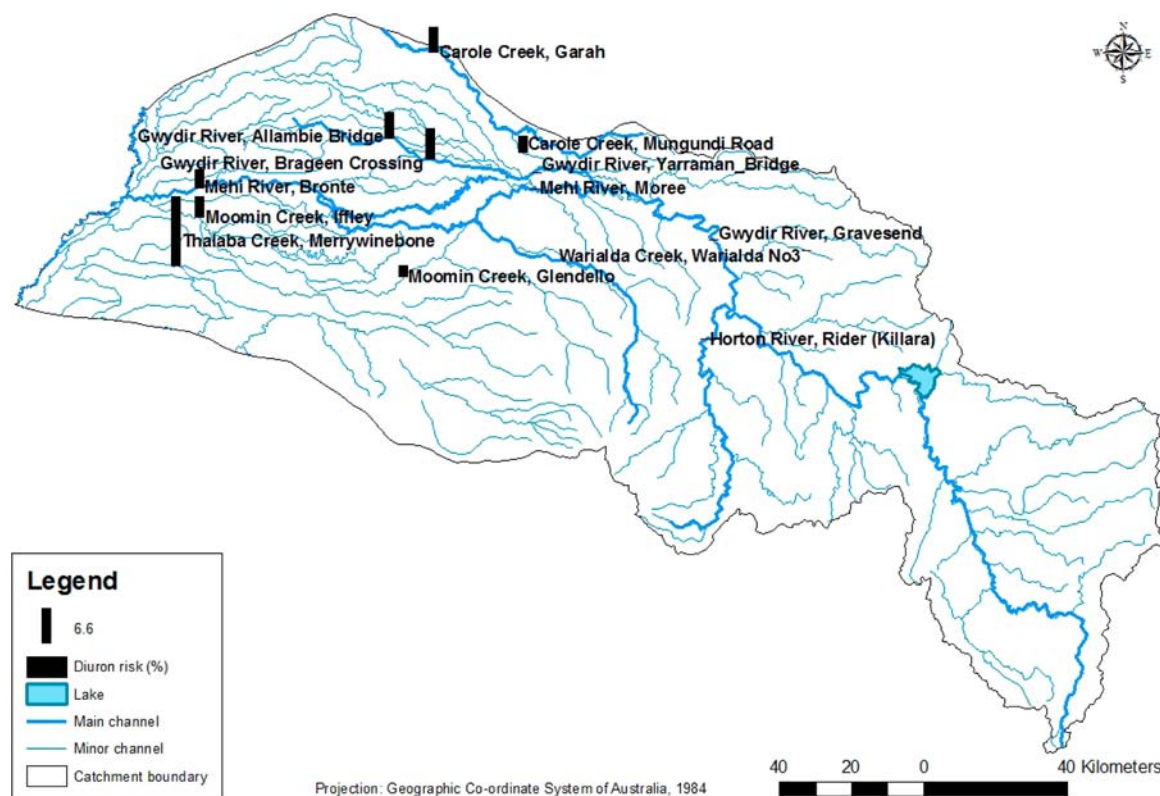 N
W E
S
Carole Creek, Garah
Gwydir River, Allambie Bridge
Carole Creek, Mungundi Road
Gwydir River, Brageen Crossing
Gwydir River, Yarraman_Bridge
Mehi River, Bronte
Mehi River, Moree
Moomin Creek, Iffley
Gwydir River, Gravesend
Thalaba Creek, Merrywinebone
Warialda Creek, Warialda No3
Moomin Creek, Glendello
Horton River, Rider (Killara)
Legend
6.6
Diuron risk (%)
Lake
Main channel
Minor channel
Catchment boundary
Projection: Geographic Co-ordinate System of Australia, 1984
40 20 0 40 Kilometers